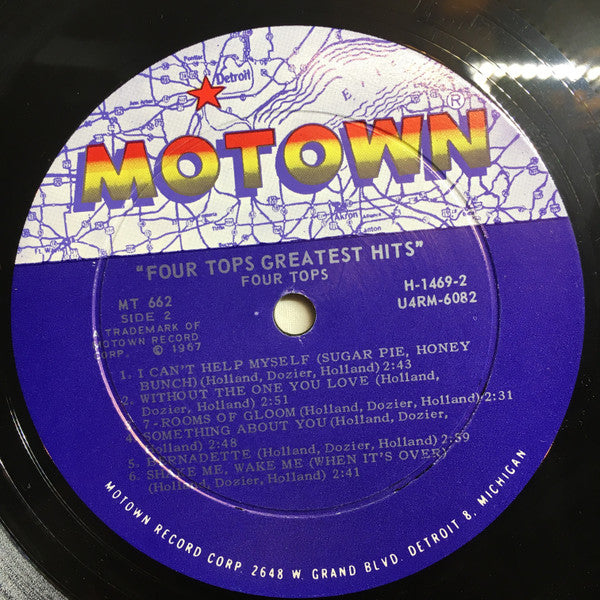 Detroit
MOTOWN®
Akron
Canton
"FOUR TOPS GREATEST HITS"
FOUR TOPS
MT 662
SIDE 2
H-1469-2
U4RM-6082
A TRADEMARK OF
MOTOWN RECORD
CORP. © 1967
1. I CAN'T HELP MYSELF (SUGAR PIE, HONEY
BUNCH) (Holland, Dozier, Holland) 2:43
2. WITHOUT THE ONE YOU LOVE (Holland,
Dozier, Holland) 2:51
7-ROOMS OF GLOOM (Holland, Dozier, Holland) 2:31
4. SOMETHING ABOUT YOU (Holland, Dozier,
Holland) 2:48
5. BERNADETTE (Holland, Dozier, Holland) 2:59
6. SHAKE ME, WAKE ME (WHEN IT'S OVER)
(Holland, Dozier, Holland) 2:41
MOTOWN RECORD CORP. 2648 W. GRAND BLVD. DETROIT 8, MICHIGAN